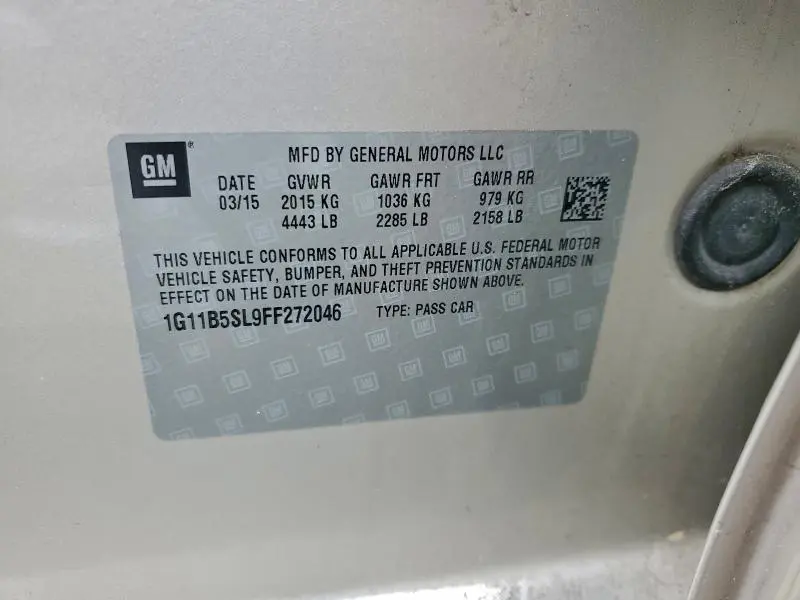 GM ® MFD BY GENERAL MOTORS LLC
DATE GVWR GAWR FRT GAWR RR
03/15 2015 KG 1036 KG 979 KG
4443 LB 2285 LB 2158 LB
THIS VEHICLE CONFORMS TO ALL APPLICABLE U.S. FEDERAL MOTOR
VEHICLE SAFETY, BUMPER, AND THEFT PREVENTION STANDARDS IN
EFFECT ON THE DATE OF MANUFACTURE SHOWN ABOVE.
1G11B5SL9FF272046 TYPE: PASS CAR